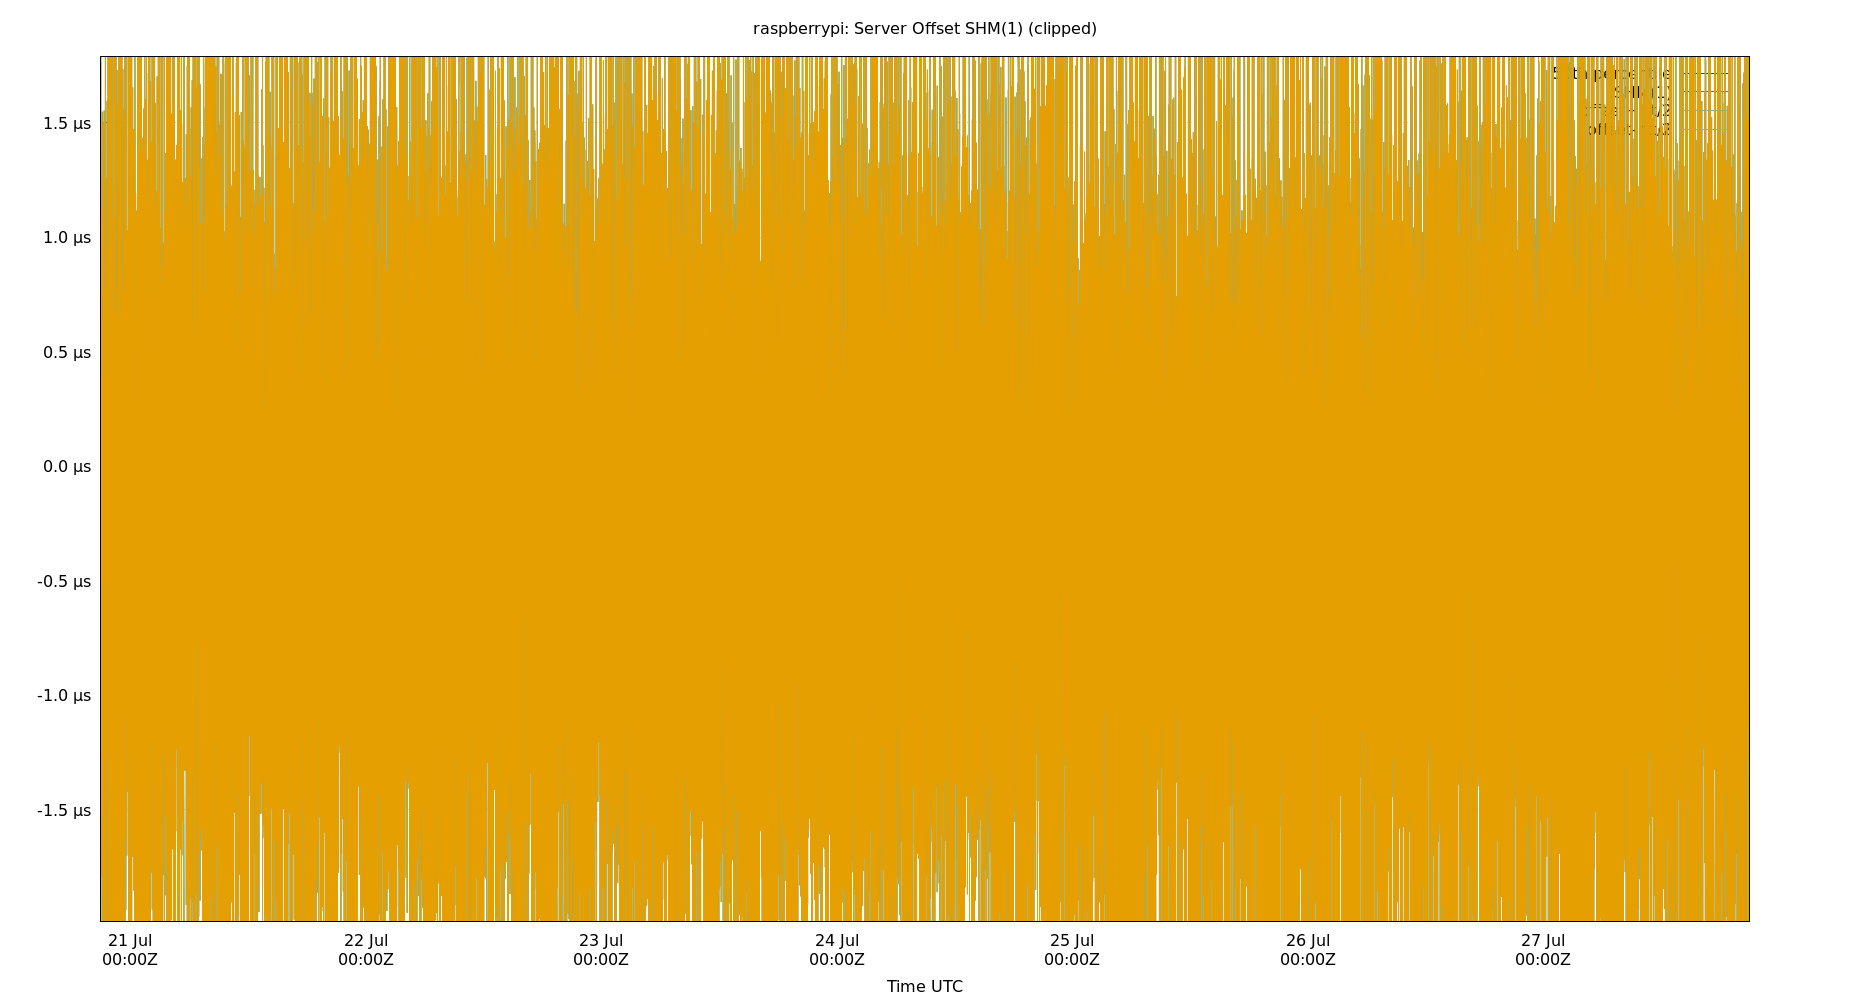 raspberrypi: Server Offset SHM(1) (clipped)
1.5 µs
1.0 µs
0.5 µs
0.0 µs
-0.5 µs
-1.0 µs
-1.5 µs
21 Jul
00:00Z
22 Jul
00:00Z
23 Jul
00:00Z
24 Jul
00:00Z
25 Jul
00:00Z
26 Jul
00:00Z
27 Jul
00:00Z
Time UTC